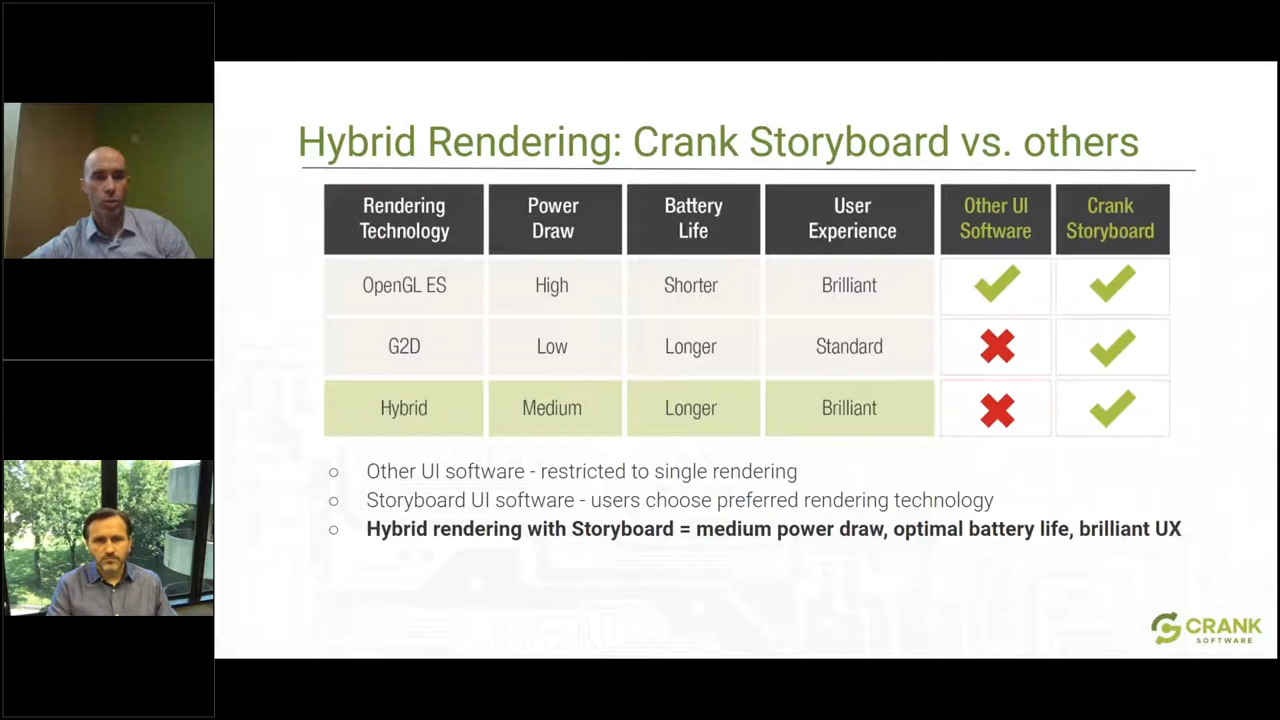 Hybrid Rendering: Crank Storyboard vs. others
Rendering Technology
Power Draw
Battery Life
User Experience
Other UI Software
Crank Storyboard
OpenGL ES
High
Shorter
Brilliant
G2D
Low
Longer
Standard
Hybrid
Medium
Longer
Brilliant
Other UI software - restricted to single rendering
Storyboard UI software - users choose preferred rendering technology
Hybrid rendering with Storyboard = medium power draw, optimal battery life, brilliant UX
CRANK
SOFTWARE